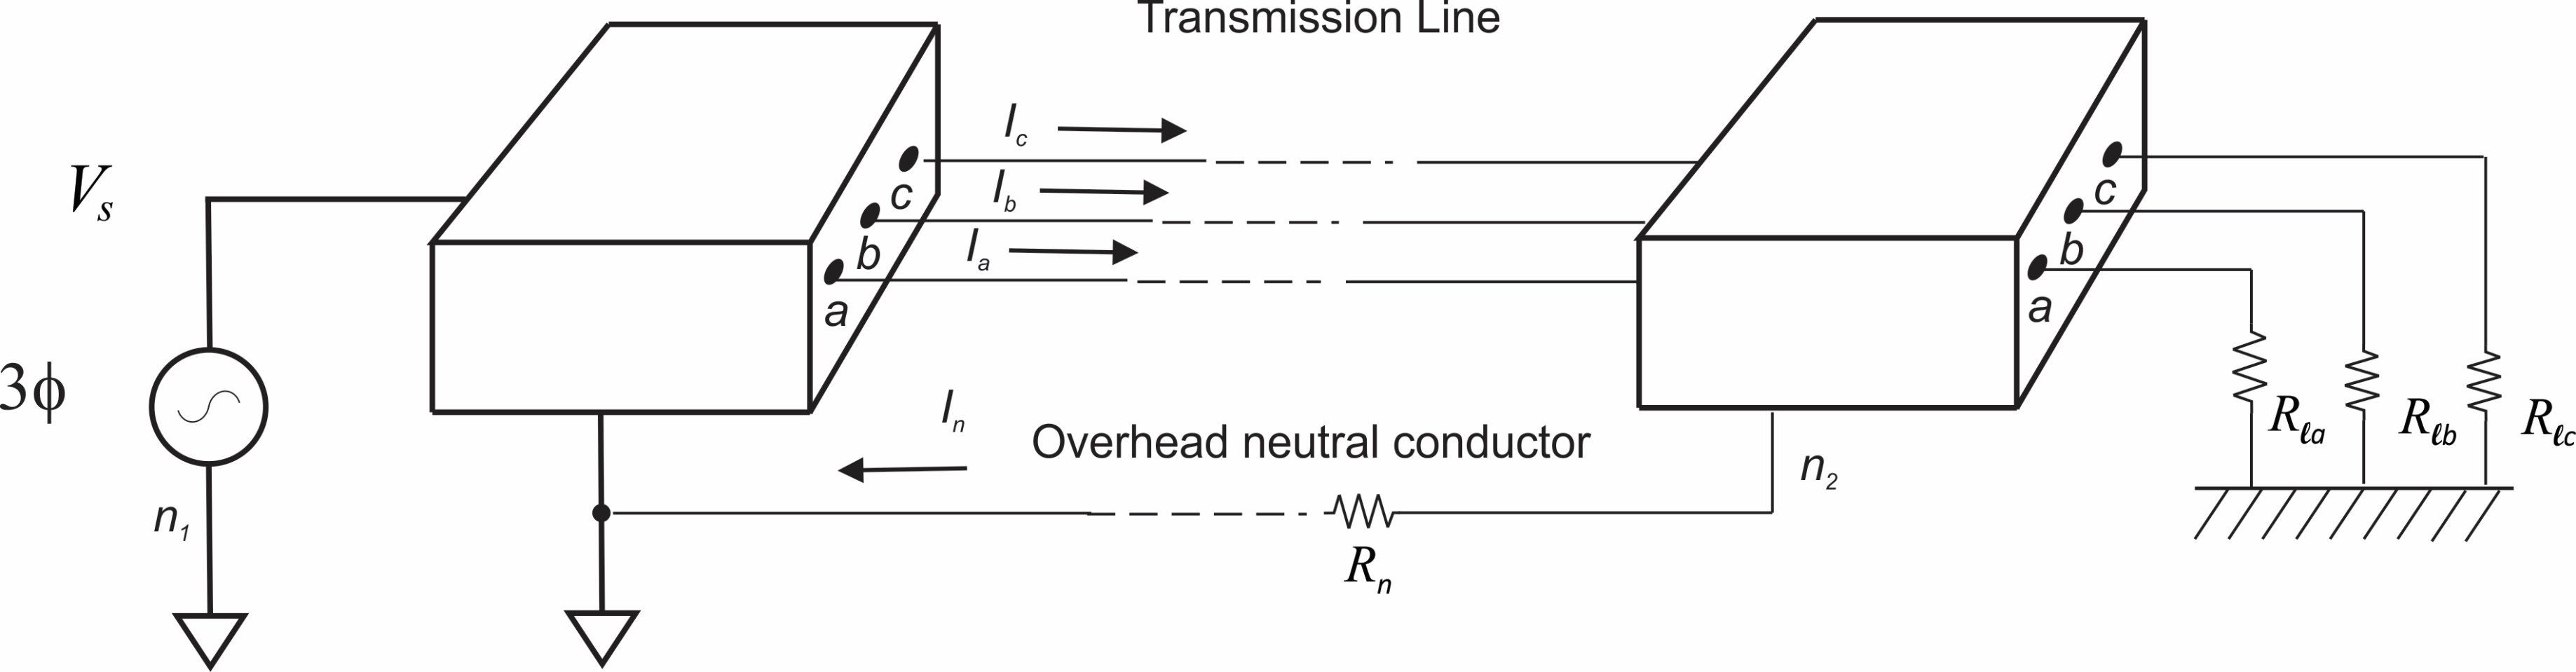 Transmission Line
V_s
I_c
I_b
I_a
c
b
a
c
b
a
3ϕ
n_1
I_n
Overhead neutral conductor
R_n
n_2
R_ℓa
R_ℓb
R_ℓc